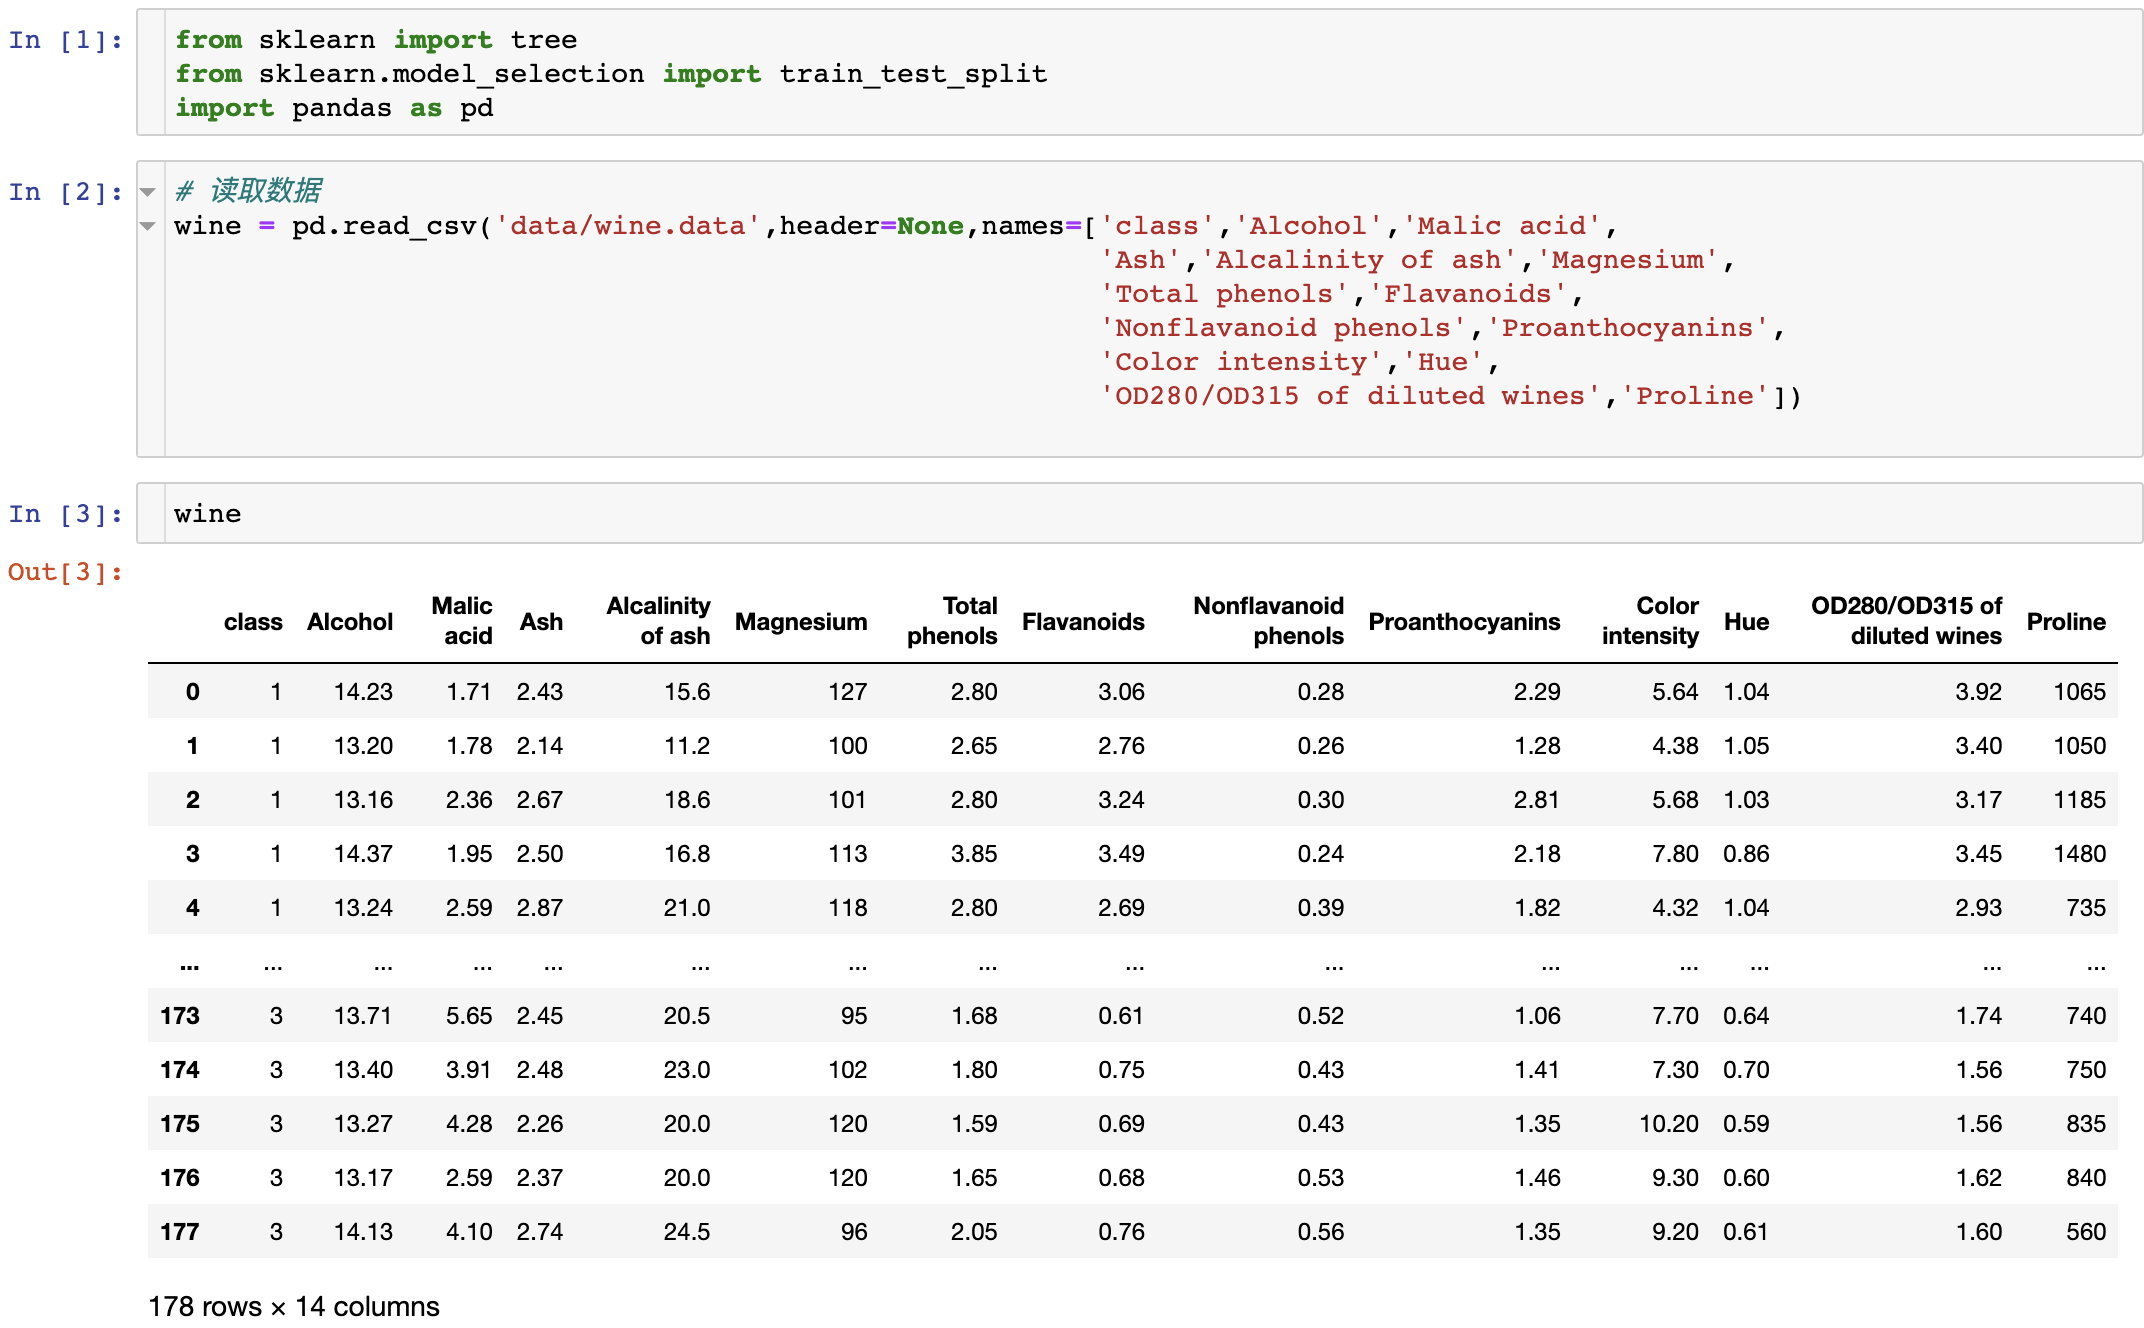 In [1]:
from sklearn import tree
from sklearn.model_selection import train_test_split
import pandas as pd
In [2]:
# 读取数据
wine = pd.read_csv('data/wine.data',header=None,names=['class','Alcohol','Malic acid',
'Ash','Alcalinity of ash','Magnesium',
'Total phenols','Flavanoids',
'Nonflavanoid phenols','Proanthocyanins',
'Color intensity','Hue',
'OD280/OD315 of diluted wines','Proline'])
In [3]:
wine
Out[3]:
class Alcohol Malic acid Ash Alcalinity of ash Magnesium Total phenols Flavanoids Nonflavanoid phenols Proanthocyanins Color intensity Hue OD280/OD315 of diluted wines Proline
0 1 14.23 1.71 2.43 15.6 127 2.80 3.06 0.28 2.29 5.64 1.04 3.92 1065
1 1 13.20 1.78 2.14 11.2 100 2.65 2.76 0.26 1.28 4.38 1.05 3.40 1050
2 1 13.16 2.36 2.67 18.6 101 2.80 3.24 0.30 2.81 5.68 1.03 3.17 1185
3 1 14.37 1.95 2.50 16.8 113 3.85 3.49 0.24 2.18 7.80 0.86 3.45 1480
4 1 13.24 2.59 2.87 21.0 118 2.80 2.69 0.39 1.82 4.32 1.04 2.93 735
... ... ... ... ... ... ... ... ... ... ... ... ... ... ...
173 3 13.71 5.65 2.45 20.5 95 1.68 0.61 0.52 1.06 7.70 0.64 1.74 740
174 3 13.40 3.91 2.48 23.0 102 1.80 0.75 0.43 1.41 7.30 0.70 1.56 750
175 3 13.27 4.28 2.26 20.0 120 1.59 0.69 0.43 1.35 10.20 0.59 1.56 835
176 3 13.17 2.59 2.37 20.0 120 1.65 0.68 0.53 1.46 9.30 0.60 1.62 840
177 3 14.13 4.10 2.74 24.5 96 2.05 0.76 0.56 1.35 9.20 0.61 1.60 560
178 rows × 14 columns